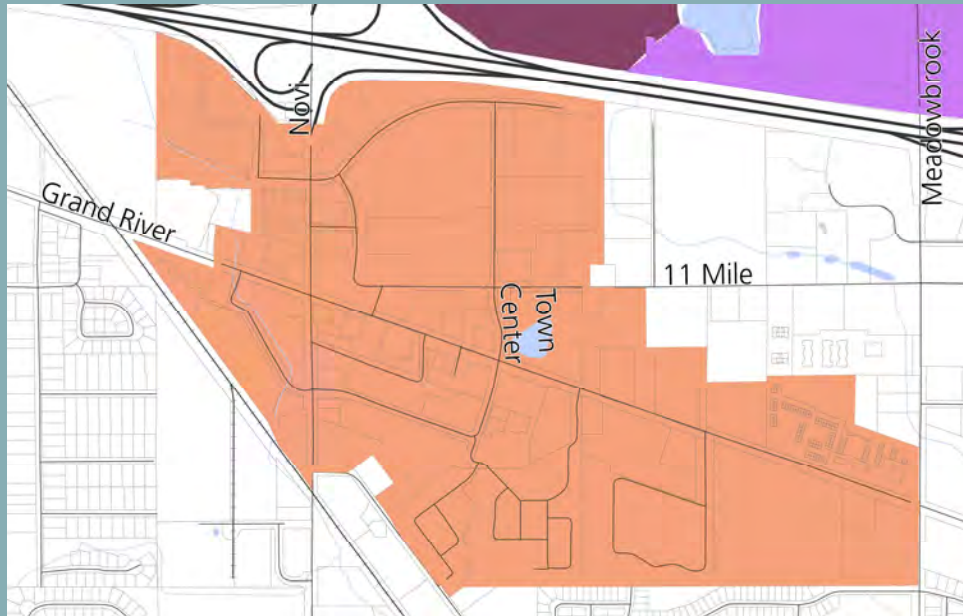 Novi
Meadowbrook
Grand River
11 Mile
Town
Center